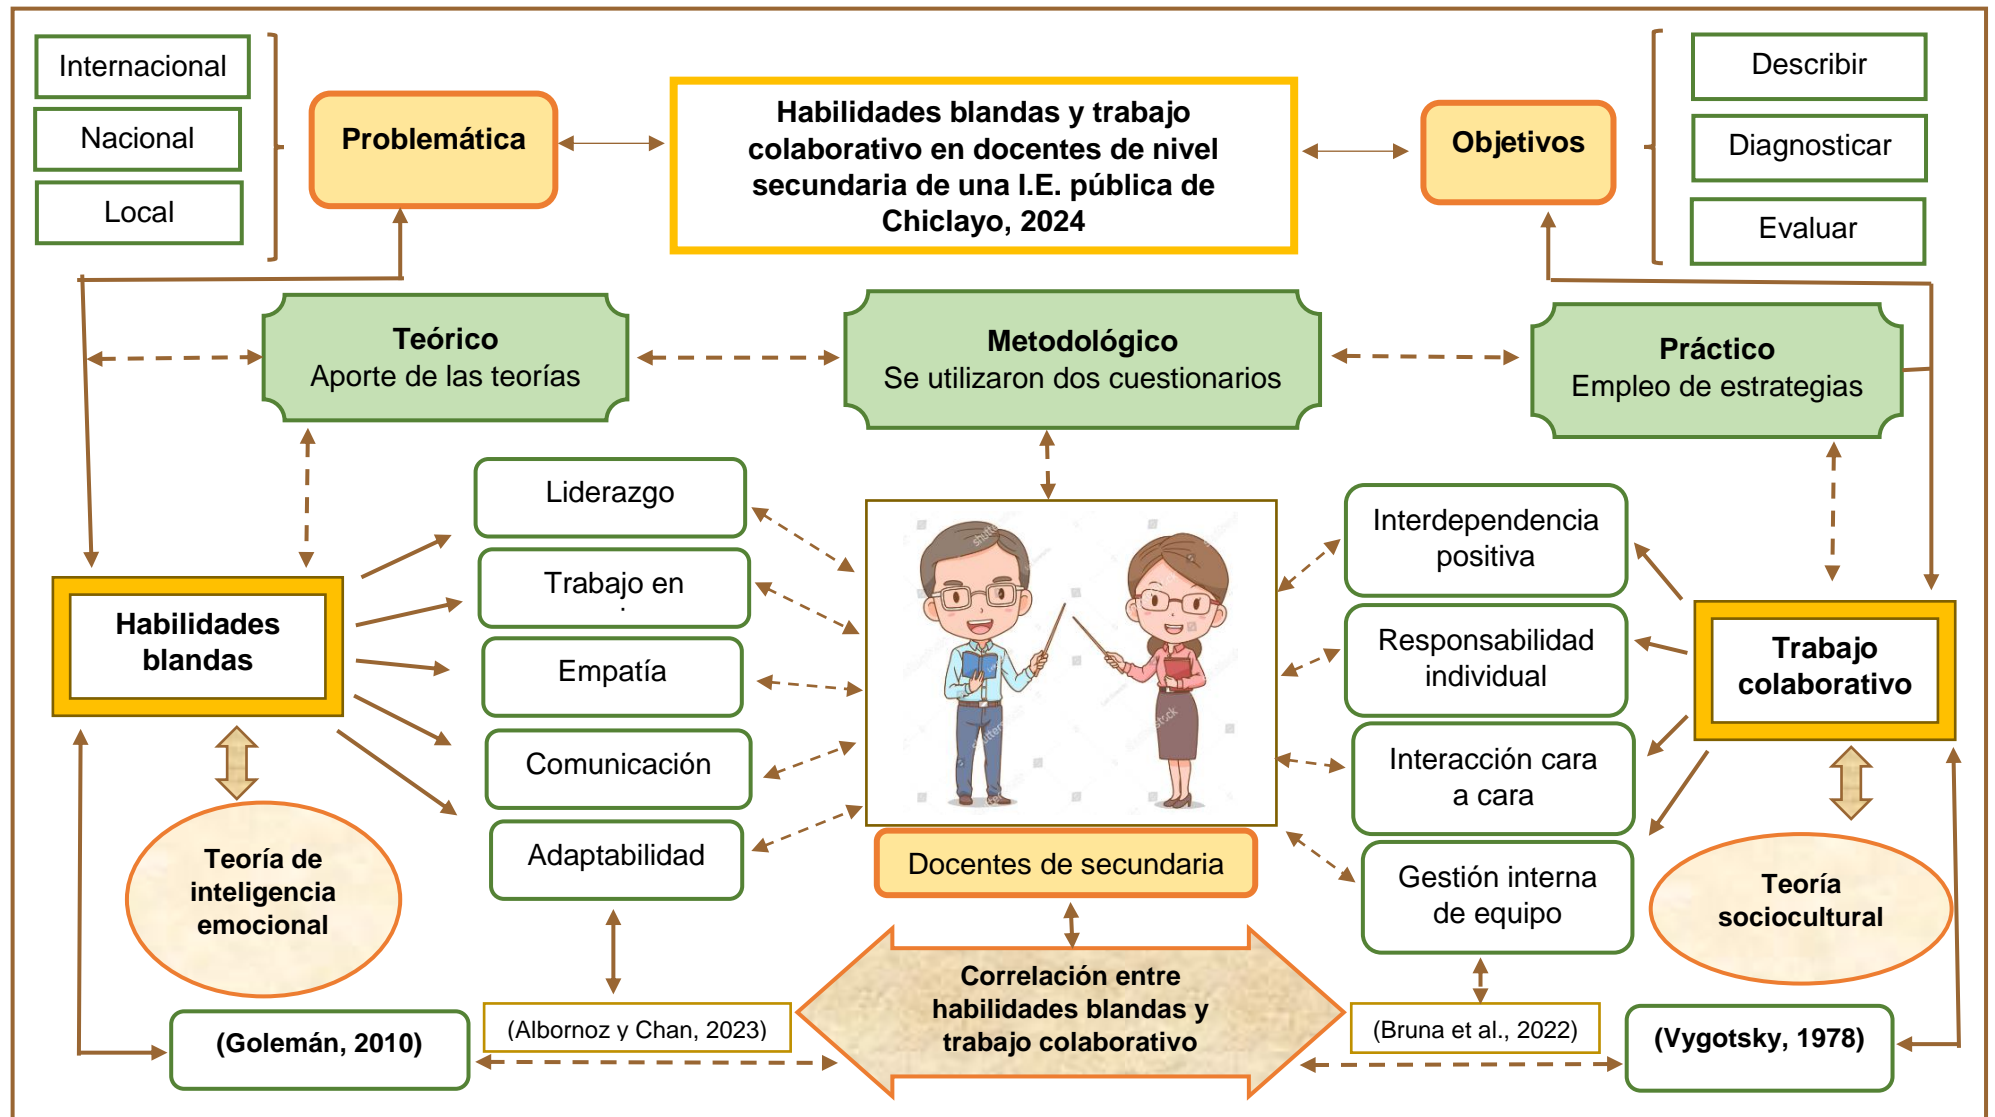 Internacional
Nacional
Local
Problemática
Habilidades blandas y trabajo
colaborativo en docentes de nivel
secundaria de una I.E. pública de
Chiclayo, 2024
Objetivos
Describir
Diagnosticar
Evaluar
Teórico
Aporte de las teorías
Metodológico
Se utilizaron dos cuestionarios
Práctico
Empleo de estrategias
Habilidades
blandas
Liderazgo
Trabajo en
Empatía
Comunicación
Adaptabilidad
Docentes de secundaria
Interdependencia
positiva
Responsabilidad
individual
Interacción cara
a cara
Gestión interna
de equipo
Trabajo
colaborativo
Teoría de
inteligencia
emocional
Teoría
sociocultural
Correlación entre
habilidades blandas y
trabajo colaborativo
(Golemán, 2010)
(Albornoz y Chan, 2023)
(Bruna et al., 2022)
(Vygotsky, 1978)